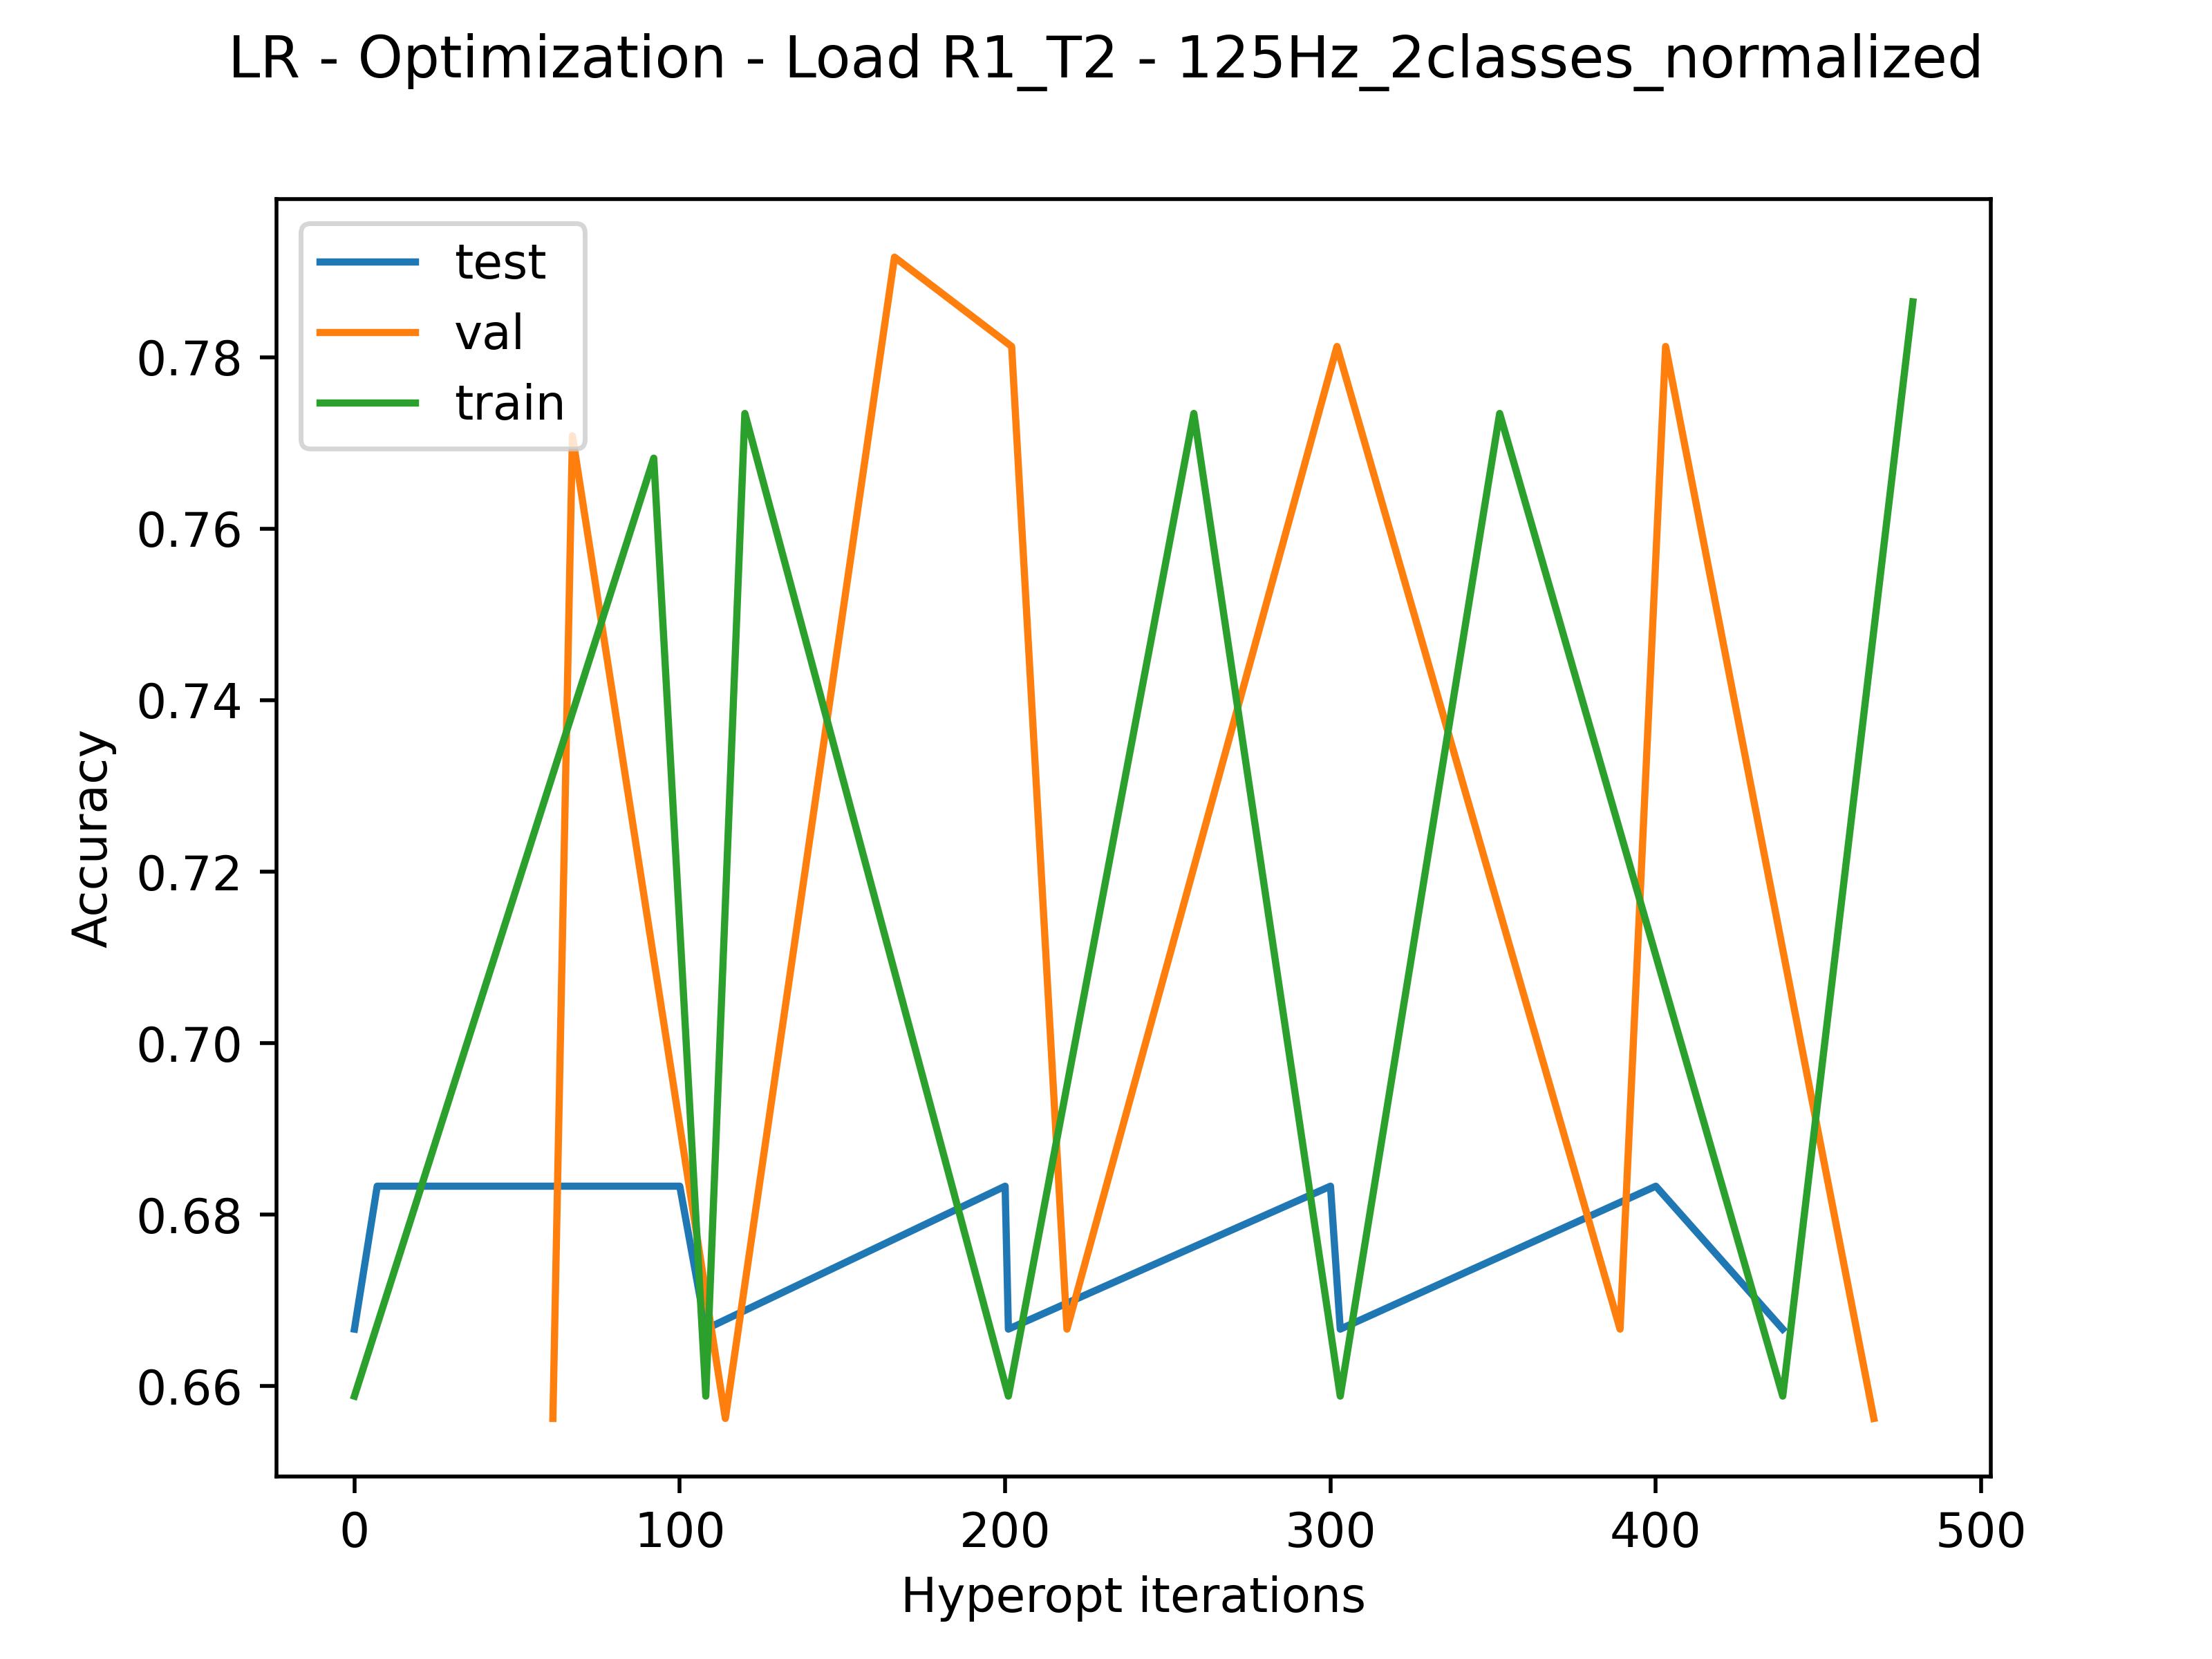 LR - Optimization - Load R1_T2 - 125Hz_2classes_normalized
test
val
train
0.78
0.76
0.74
0.72
0.70
0.68
0.66
Accuracy
0 100 200 300 400 500
Hyperopt iterations